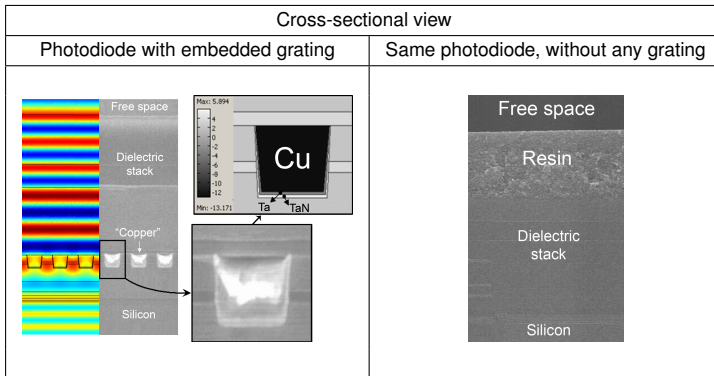 Cross-sectional view
Photodiode with embedded grating
Same photodiode, without any grating
Free space
Dielectric
stack
"Copper"
Silicon
Max: 5.894
4
2
0
-2
-4
-6
-8
-10
-12
Min: -13.171
Cu
Ta
TaN
Free space
Resin
Dielectric
stack
Silicon